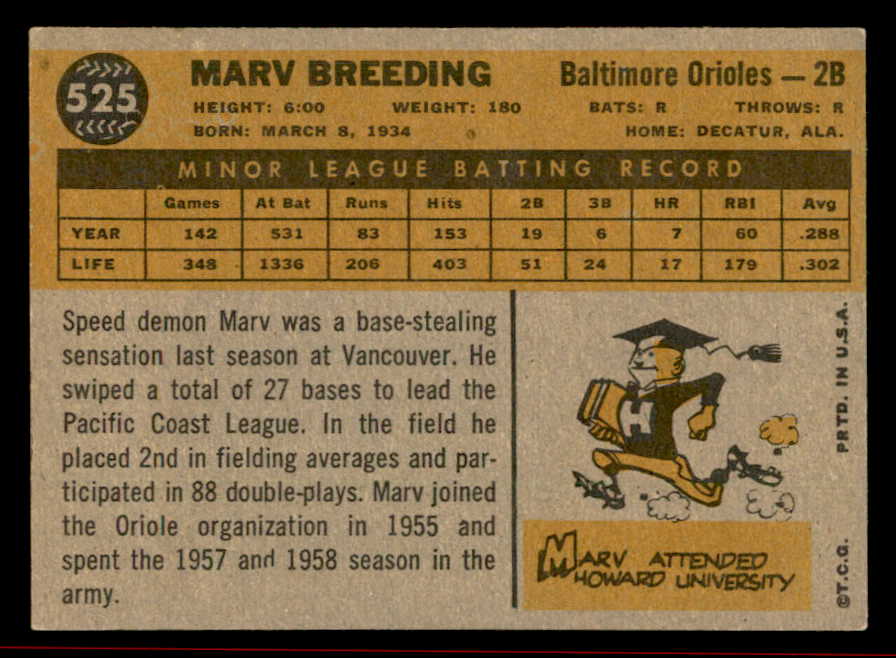 525
MARV BREEDING
Baltimore Orioles — 2B
HEIGHT: 6:00 WEIGHT: 180 BATS: R THROWS: R
BORN: MARCH 8, 1934 HOME: DECATUR, ALA.
MINOR LEAGUE BATTING RECORD
Games At Bat Runs Hits 2B 3B HR RBI Avg
YEAR 142 531 83 153 19 6 7 60 .288
LIFE 348 1336 206 403 51 24 17 179 .302
Speed demon Marv was a base-stealing
sensation last season at Vancouver. He
swiped a total of 27 bases to lead the
Pacific Coast League. In the field he
placed 2nd in fielding averages and par-
ticipated in 88 double-plays. Marv joined
the Oriole organization in 1955 and
spent the 1957 and 1958 season in the
army.
H
MARV ATTENDED
HOWARD UNIVERSITY
©T.C.G. PRTD. IN U.S.A.